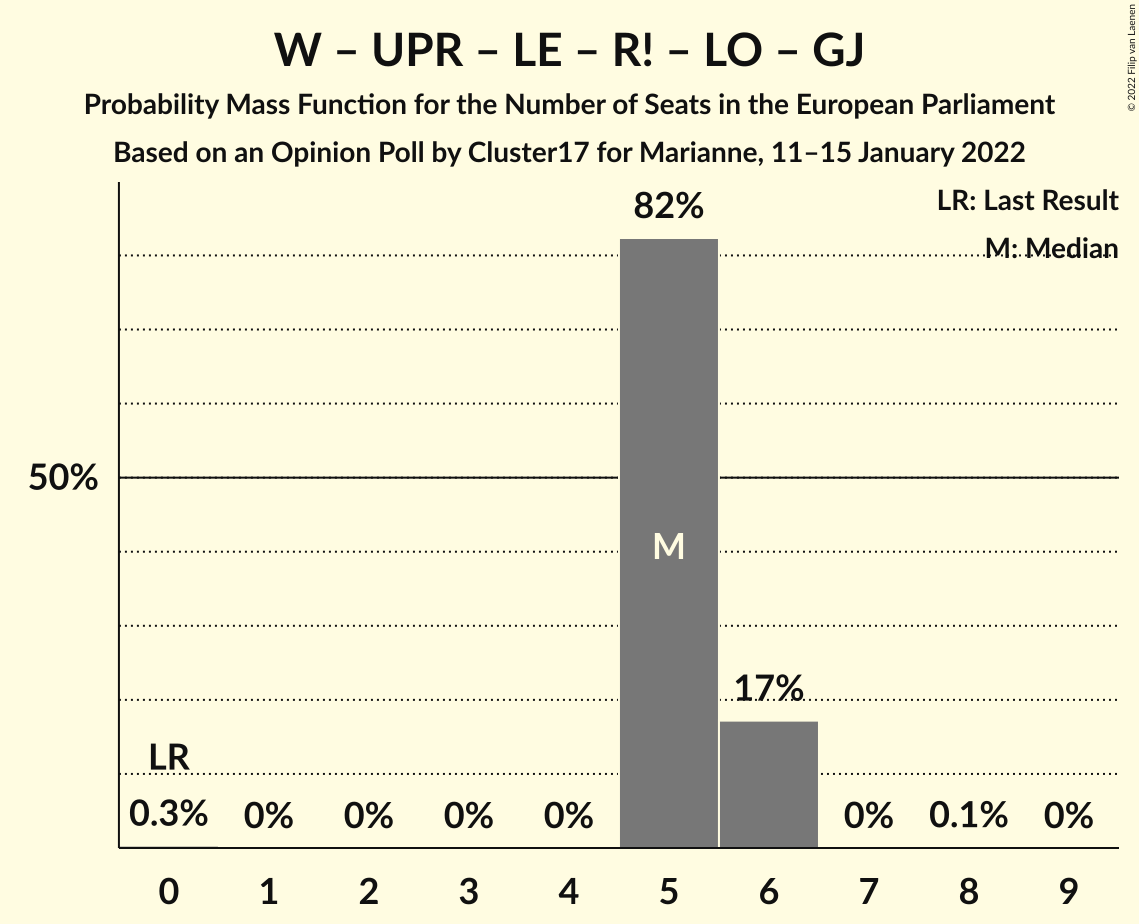 W – UPR – LE – R! – LO – GJ
Probability Mass Function for the Number of Seats in the European Parliament
Based on an Opinion Poll by Cluster17 for Marianne, 11–15 January 2022
© 2022 Filip van Laenen
LR: Last Result
M: Median
82%
50%
M
17%
LR
0.3% 0% 0% 0% 0% 0% 0.1% 0%
0 1 2 3 4 5 6 7 8 9